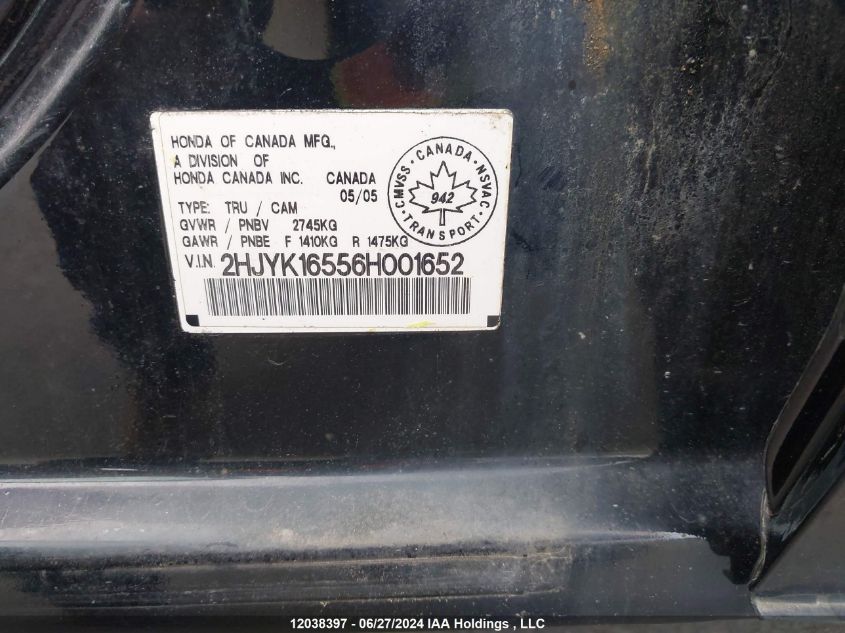 HONDA OF CANADA MFG.,
A DIVISION OF
HONDA CANADA INC. CANADA
05/05
TYPE: TRU / CAM
GVWR / PNBV 2745KG
GAWR / PNBE F 1410KG R 1475KG
V.I.N. 2HJYK16556H001652
CMVSS · CANADA · NSVAC
942
· TRANSPORT ·
12038397 - 06/27/2024 IAA Holdings , LLC